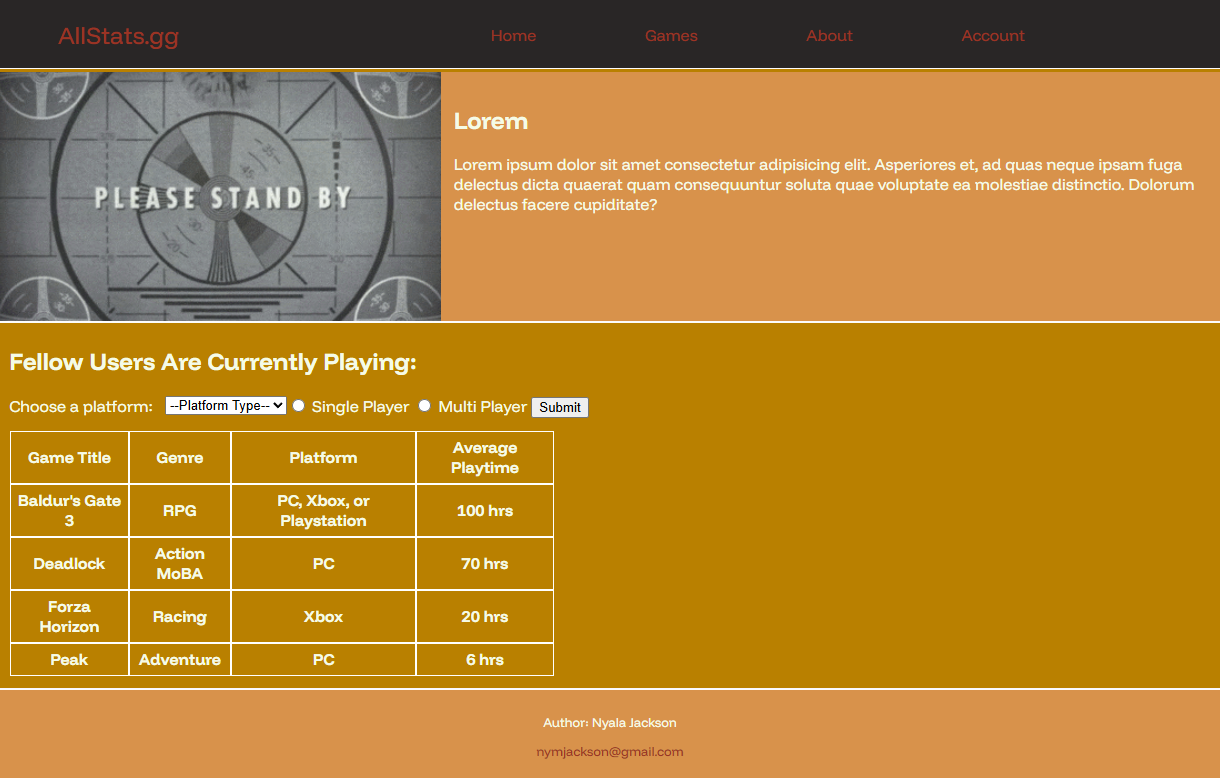 AllStats.gg Home Games About Account
PLEASE STAND BY
Lorem
Lorem ipsum dolor sit amet consectetur adipisicing elit. Asperiores et, ad quas neque ipsam fuga
delectus dicta quaerat quam consequuntur soluta quae voluptate ea molestiae distinctio. Dolorum
delectus facere cupiditate?
Fellow Users Are Currently Playing:
Choose a platform: --Platform Type-- Single Player Multi Player Submit
Game Title Genre Platform Average
Playtime
Baldur's Gate
3 RPG PC, Xbox, or
Playstation 100 hrs
Deadlock Action
MoBA PC 70 hrs
Forza
Horizon Racing Xbox 20 hrs
Peak Adventure PC 6 hrs
Author: Nyala Jackson
nymjackson@gmail.com